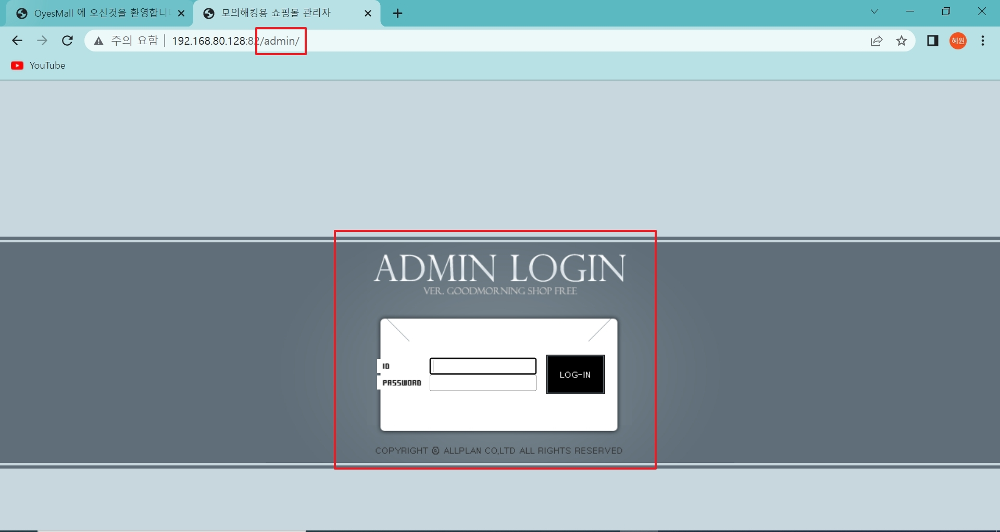 OyesMall 에 오신것을 환영합니
모의해킹용 쇼핑몰 관리자
주의 요함 | 192.168.80.128:82/admin/
혜원
YouTube
ADMIN LOGIN
VER. GOODMORNING SHOP FREE
ID
PASSWORD
LOG-IN
COPYRIGHT © ALLPLAN CO,LTD ALL RIGHTS RESERVED